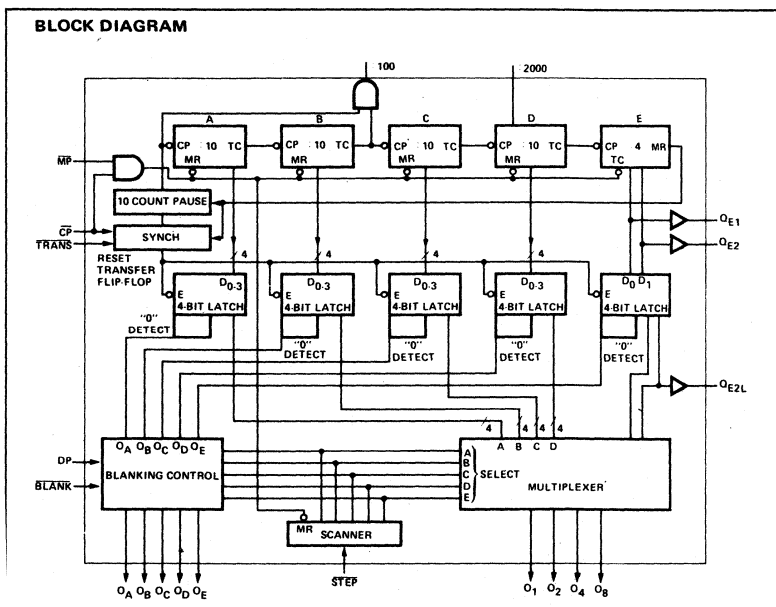 BLOCK DIAGRAM
100
2000
A
B
C
D
E
CP : 10 TC
MR
CP : 10 TC
MR
CP : 10 TC
MR
CP : 10 TC
MR
CP 4 MR
TC
MP
10 COUNT PAUSE
CP
TRANS
SYNCH
RESET
TRANSFER
FLIP-FLOP
QE1
QE2
4
4
4
4
D0-3
E
4-BIT LATCH
D0-3
E
4-BIT LATCH
D0-3
E
4-BIT LATCH
D0-3
E
4-BIT LATCH
D0 D1
E
4-BIT LATCH
"0"
DETECT
"0"
DETECT
"0"
DETECT
"0"
DETECT
"0"
DETECT
QE2L
4
4
4
4
OA OB OC OD OE
A B C D
DP
BLANK
BLANKING CONTROL
A
B
C
D
E
SELECT
MULTIPLEXER
MR
SCANNER
STEP
OA OB OC OD OE
O1 O2 O4 O8